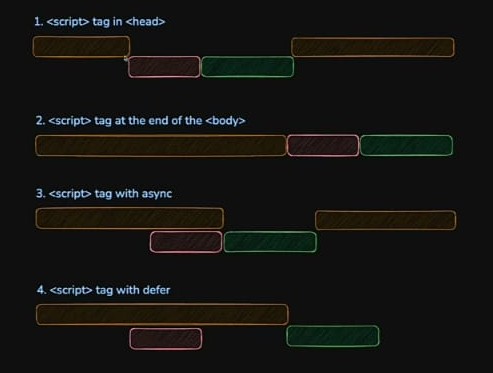 1. <script> tag in <head>
2. <script> tag at the end of the <body>
3. <script> tag with async
4. <script> tag with defer